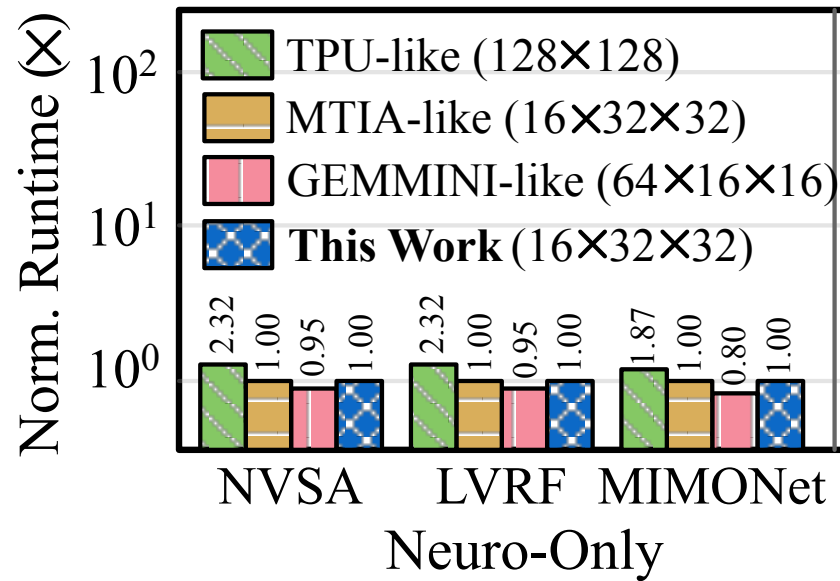 Norm. Runtime (×)
10²
10¹
10⁰
TPU-like (128×128)
MTIA-like (16×32×32)
GEMMINI-like (64×16×16)
This Work (16×32×32)
2.32 1.00 0.95 1.00 2.32 1.00 0.95 1.00 1.87 1.00 0.80 1.00
NVSA LVRF MIMONet
Neuro-Only